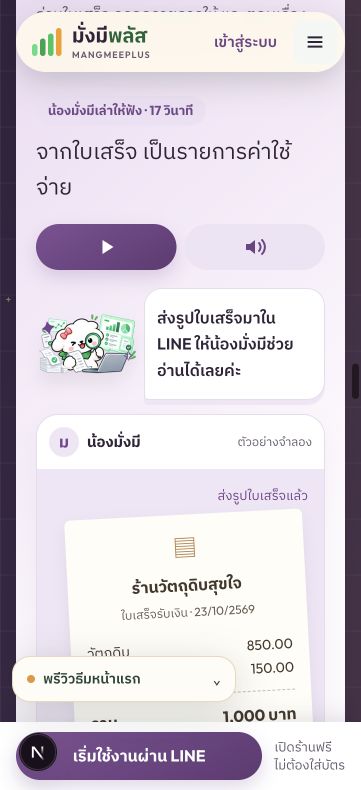 มั่งมีพลัส
MANGMEEPLUS
เข้าสู่ระบบ
น้องมั่งมีเล่าให้ฟัง · 17 วินาที
จากใบเสร็จ เป็นรายการค่าใช้
จ่าย
ส่งรูปใบเสร็จมาใน
LINE ให้น้องมั่งมีช่วย
อ่านได้เลยค่ะ
ม น้องมั่งมี ตัวอย่างจำลอง
ส่งรูปใบเสร็จแล้ว
ร้านวัตถุดิบสุขใจ
ใบเสร็จรับเงิน · 23/10/2569
วัตถุดิบ 850.00
150.00
พรีวิวธีมหน้าแรก
รวม 1,000 บาท
N เริ่มใช้งานผ่าน LINE
เปิดร้านฟรี
ไม่ต้องใส่บัตร